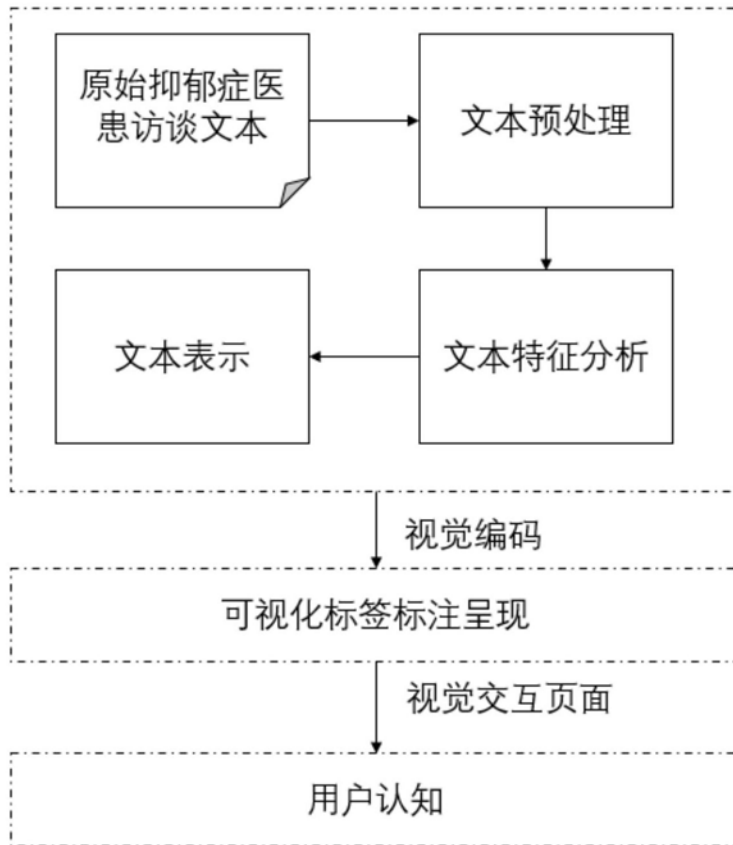 原始抑郁症医
患访谈文本
文本预处理
文本表示
文本特征分析
视觉编码
可视化标签标注呈现
视觉交互页面
用户认知